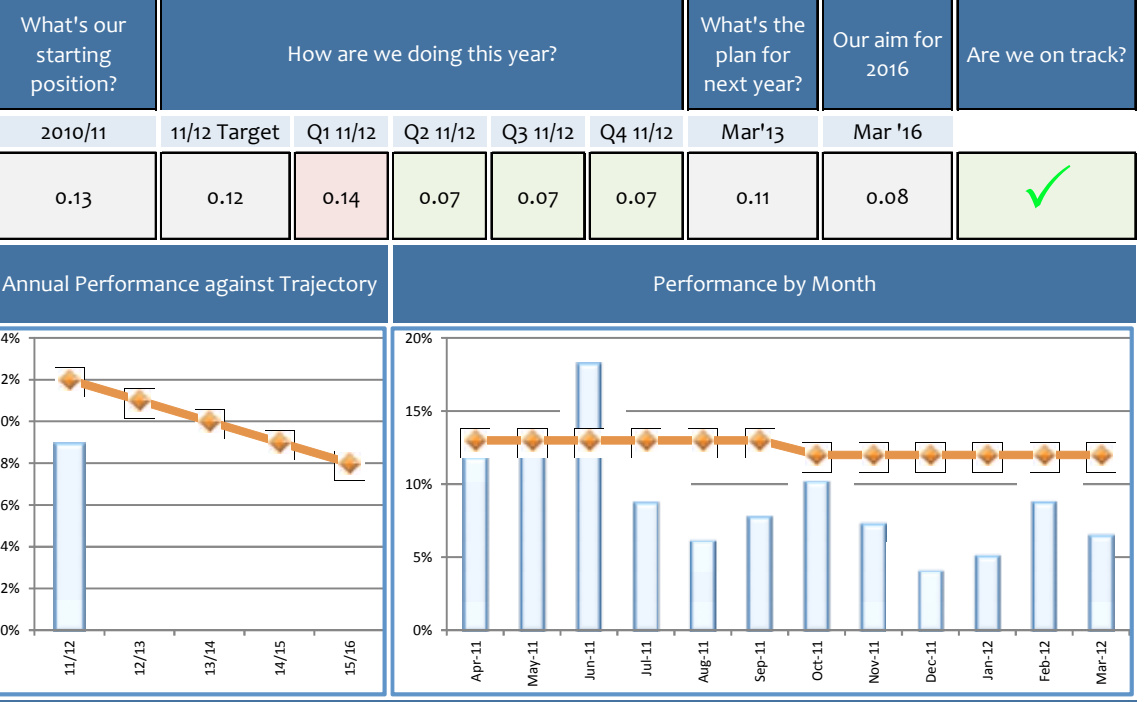 What's our
starting
position?
How are we doing this year?
What's the
plan for
next year?
Our aim for
2016
Are we on track?
2010/11
11/12 Target
Q1 11/12
Q2 11/12
Q3 11/12
Q4 11/12
Mar'13
Mar '16
0.13
0.12
0.14
0.07
0.07
0.07
0.11
0.08
Annual Performance against Trajectory
4%
2%
0%
8%
6%
4%
2%
0%
11/12
12/13
13/14
14/15
15/16
Performance by Month
20%
15%
10%
5%
0%
Apr-11
May-11
Jun-11
Jul-11
Aug-11
Sep-11
Oct-11
Nov-11
Dec-11
Jan-12
Feb-12
Mar-12